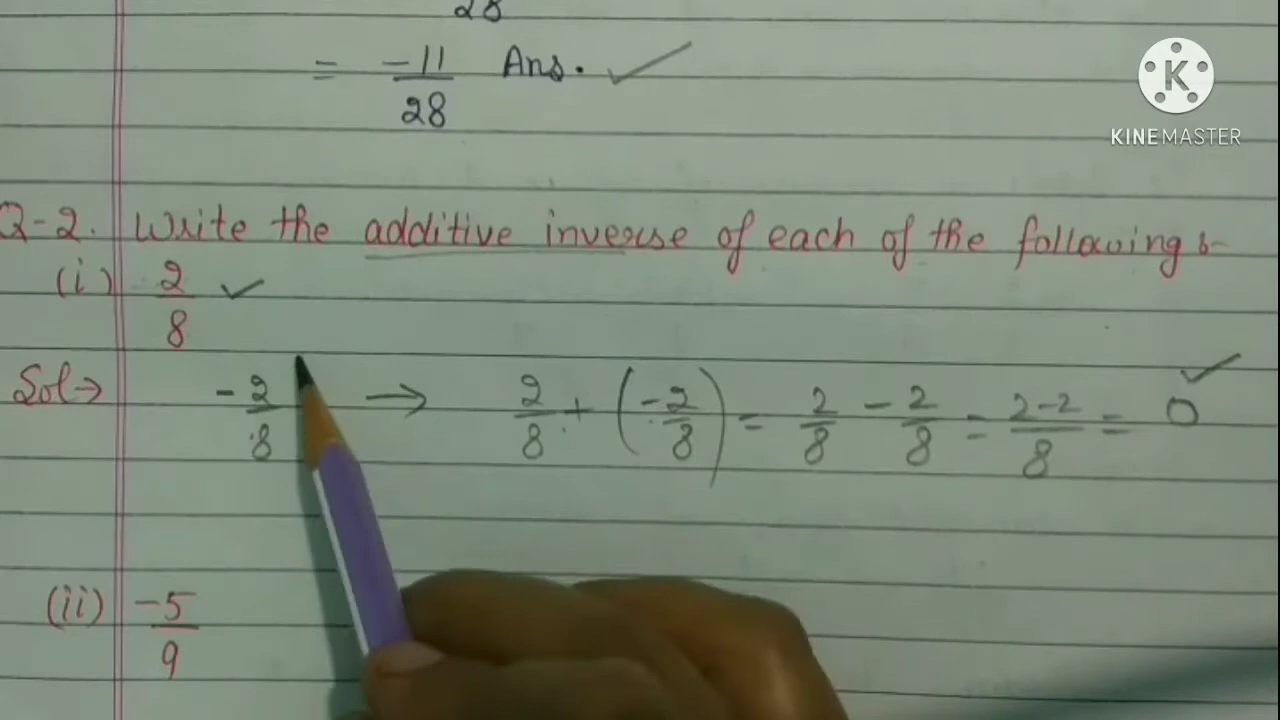 28
= -11/28 Ans. ✓
KINEMASTER
Q-2. Write the additive inverse of each of the following :-
(i) 2/8 ✓
Sol→ -2/8 → 2/8 + (-2/8) = 2/8 - 2/8 = 2-2/8 = 0 ✓
(ii) -5/9